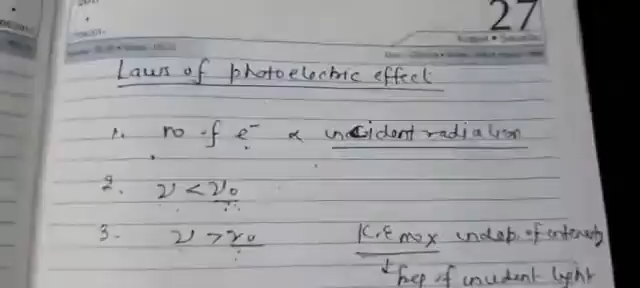 27
Laws of photoelectric effect
1. no of e⁻ ∝ incident radiation
2. ν < ν₀
3. ν > ν₀ K.E max indep. of intensity
↓ freq of incident light